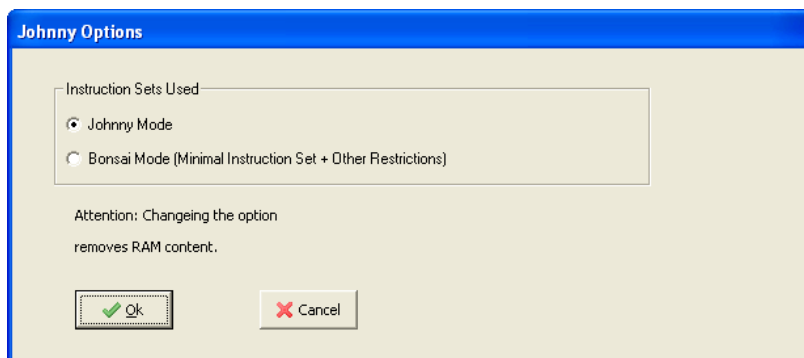 Johnny Options
Instruction Sets Used
Johnny Mode
Bonsai Mode (Minimal Instruction Set + Other Restrictions)
Attention: Changeing the option
removes RAM content.
Ok
Cancel